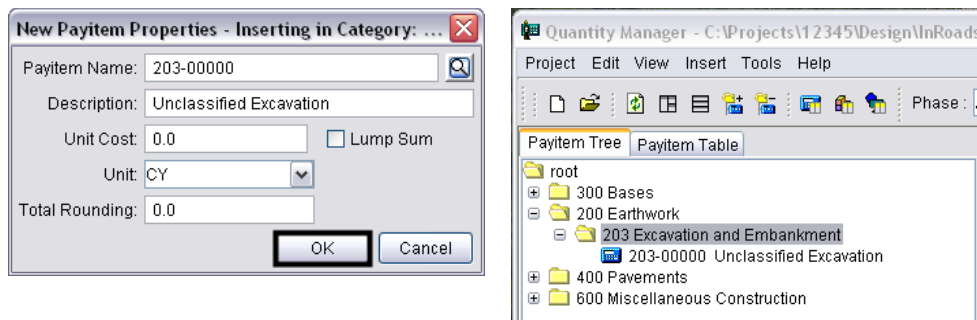 New Payitem Properties - Inserting in Category: ...
Payitem Name: 203-00000
Description: Unclassified Excavation
Unit Cost: 0.0 Lump Sum
Unit: CY
Total Rounding: 0.0
OK Cancel
Quantity Manager - C:\Projects\12345\Design\InRoads
Project Edit View Insert Tools Help
Phase:
Payitem Tree Payitem Table
root
300 Bases
200 Earthwork
203 Excavation and Embankment
203-00000 Unclassified Excavation
400 Pavements
600 Miscellaneous Construction